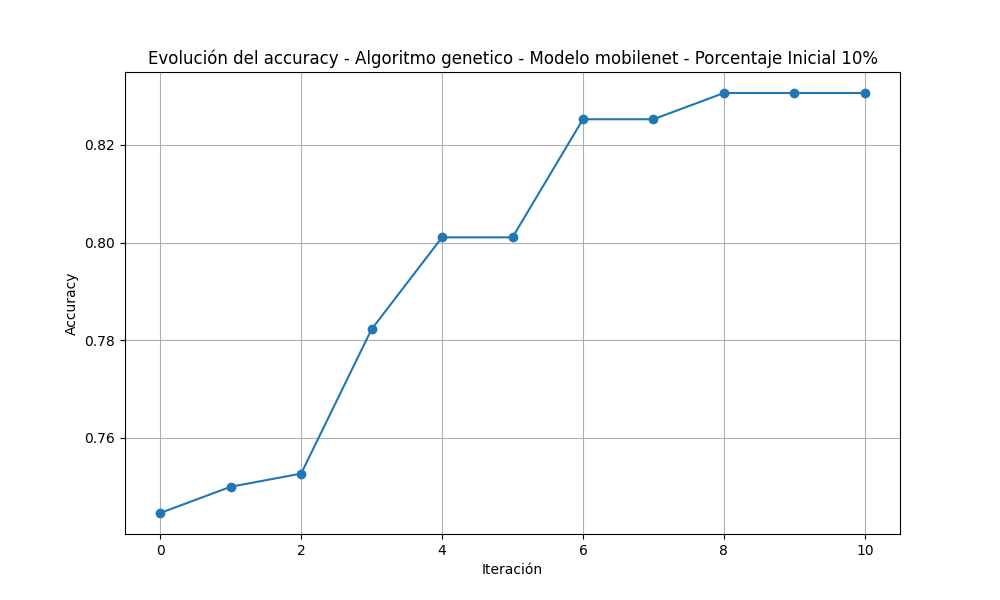 Evolución del accuracy - Algoritmo genetico - Modelo mobilenet - Porcentaje Inicial 10%
0.82
0.80
0.78
0.76
Accuracy
0 2 4 6 8 10
Iteración